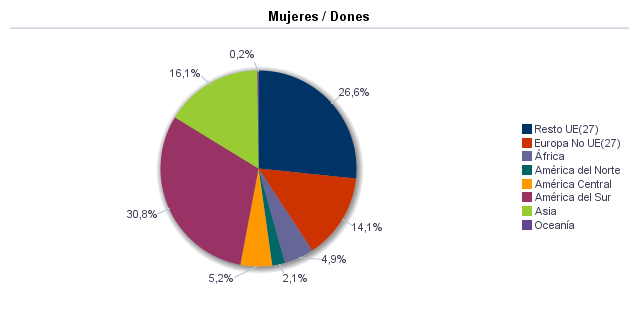 Mujeres / Dones
0,2%
16,1%
26,6%
30,8%
14,1%
5,2%
2,1%
4,9%
Resto UE(27)
Europa No UE(27)
África
América del Norte
América Central
América del Sur
Asia
Oceanía